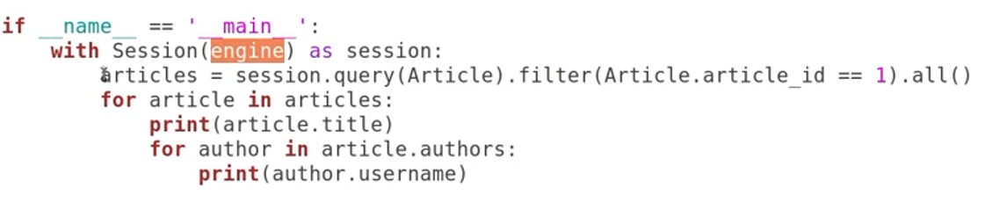 if __name__ == '__main__':
    with Session(engine) as session:
        articles = session.query(Article).filter(Article.article_id == 1).all()
        for article in articles:
            print(article.title)
            for author in article.authors:
                print(author.username)